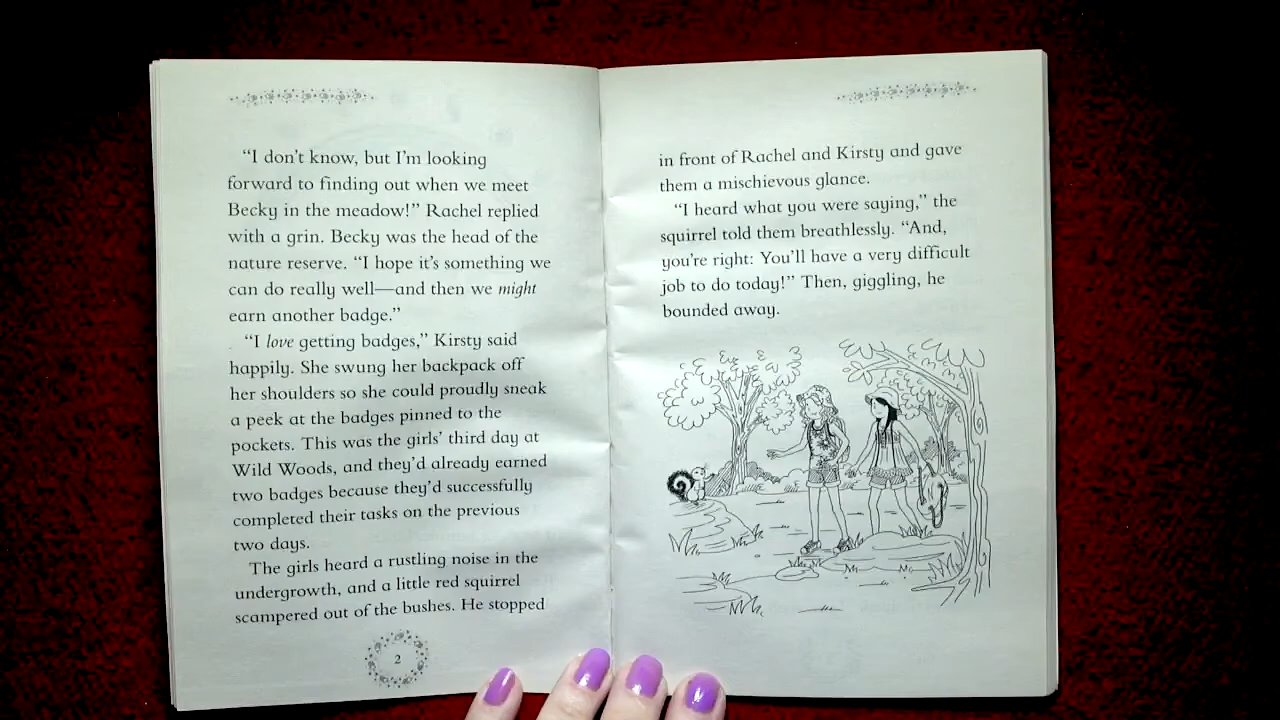 “I don’t know, but I’m looking
forward to finding out when we meet
Becky in the meadow!” Rachel replied
with a grin. Becky was the head of the
nature reserve. “I hope it’s something we
can do really well—and then we might
earn another badge.”
“I love getting badges,” Kirsty said
happily. She swung her backpack off
her shoulders so she could proudly sneak
a peek at the badges pinned to the
pockets. This was the girls’ third day at
Wild Woods, and they’d already earned
two badges because they’d successfully
completed their tasks on the previous
two days.
The girls heard a rustling noise in the
undergrowth, and a little red squirrel
scampered out of the bushes. He stopped
2
in front of Rachel and Kirsty and gave
them a mischievous glance.
“I heard what you were saying,” the
squirrel told them breathlessly. “And,
you’re right: You’ll have a very difficult
job to do today!” Then, giggling, he
bounded away.